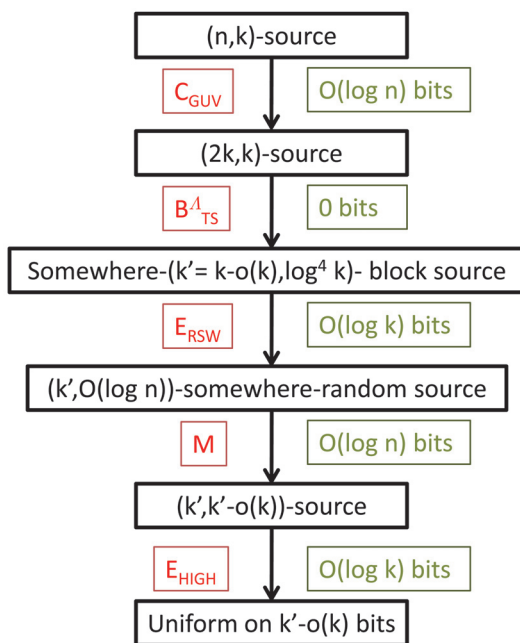 (n,k)-source
C_GUV
O(log n) bits
(2k,k)-source
B^Λ_TS
0 bits
Somewhere-(k'= k-o(k),log⁴ k)- block source
E_RSW
O(log k) bits
(k',O(log n))-somewhere-random source
M
O(log n) bits
(k',k'-o(k))-source
E_HIGH
O(log k) bits
Uniform on k'-o(k) bits